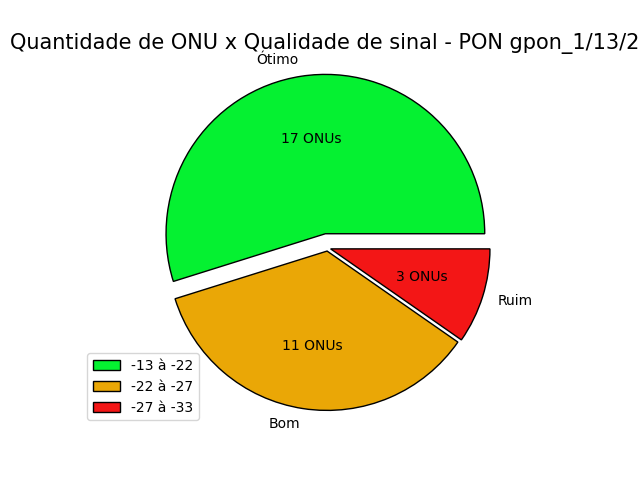 Quantidade de ONU x Qualidade de sinal - PON gpon_1/13/2
Ótimo
17 ONUs
3 ONUs
Ruim
11 ONUs
Bom
-13 à -22
-22 à -27
-27 à -33